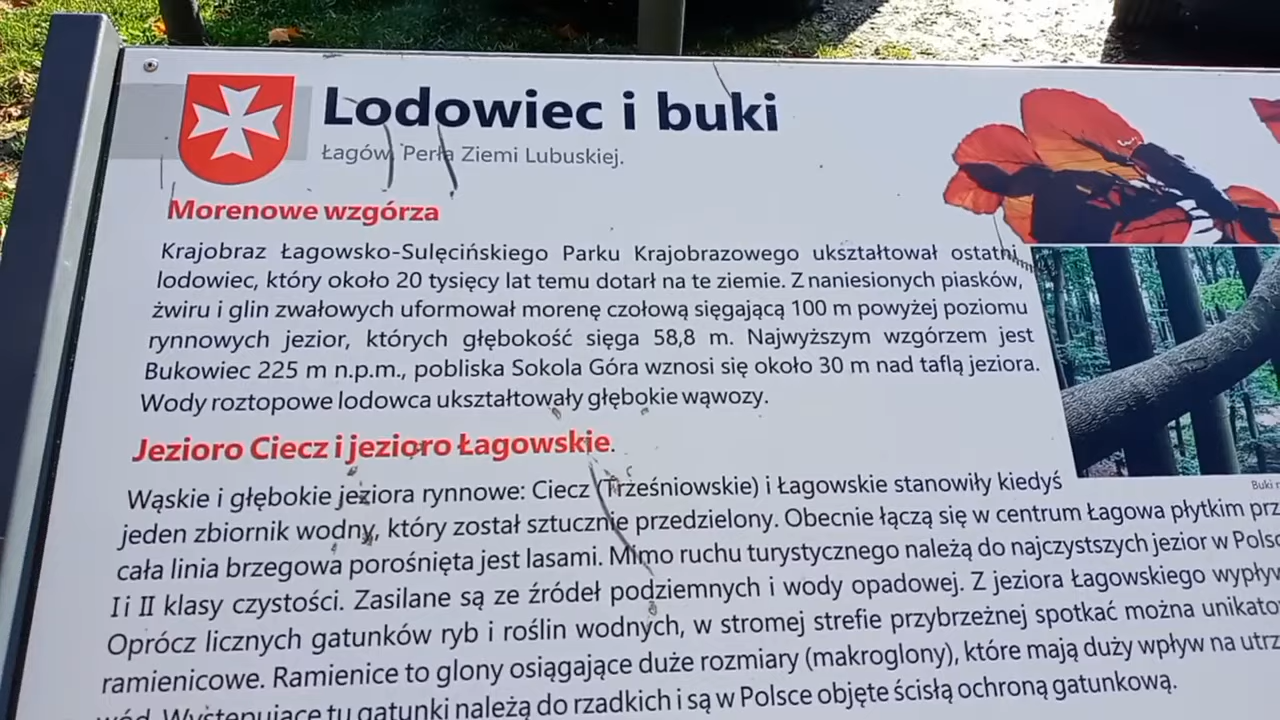 Lodowiec i buki
Łagów, Perła Ziemi Lubuskiej.
Morenowe wzgórza
Krajobraz Łagowsko-Sulęcińskiego Parku Krajobrazowego ukształtował ostatni
lodowiec, który około 20 tysięcy lat temu dotarł na te ziemie. Z naniesionych piasków,
żwiru i glin zwałowych uformował morenę czołową sięgającą 100 m powyżej poziomu
rynnowych jezior, których głębokość sięga 58,8 m. Najwyższym wzgórzem jest
Bukowiec 225 m n.p.m., pobliska Sokola Góra wznosi się około 30 m nad taflą jeziora.
Wody roztopowe lodowca ukształtowały głębokie wąwozy.
Jezioro Ciecz i jezioro Łagowskie.
Wąskie i głębokie jeziora rynnowe: Ciecz (Trześniowskie) i Łagowskie stanowiły kiedyś
jeden zbiornik wodny, który został sztucznie przedzielony. Obecnie łączą się w centrum Łagowa płytkim
cała linia brzegowa porośnięta jest lasami. Mimo ruchu turystycznego należą do najczystszych jezior w
I i II klasy czystości. Zasilane są ze źródeł podziemnych i wody opadowej. Z jeziora Łagowskiego
Oprócz licznych gatunków ryb i roślin wodnych, w stromej strefie przybrzeżnej spotkać można
ramienicowe. Ramienice to glony osiągające duże rozmiary (makroglony), które mają duży wpływ na
wód. Występujące tu gatunki należą do rzadkich i są w Polsce objęte ścisłą ochroną gatunkową.
Buki